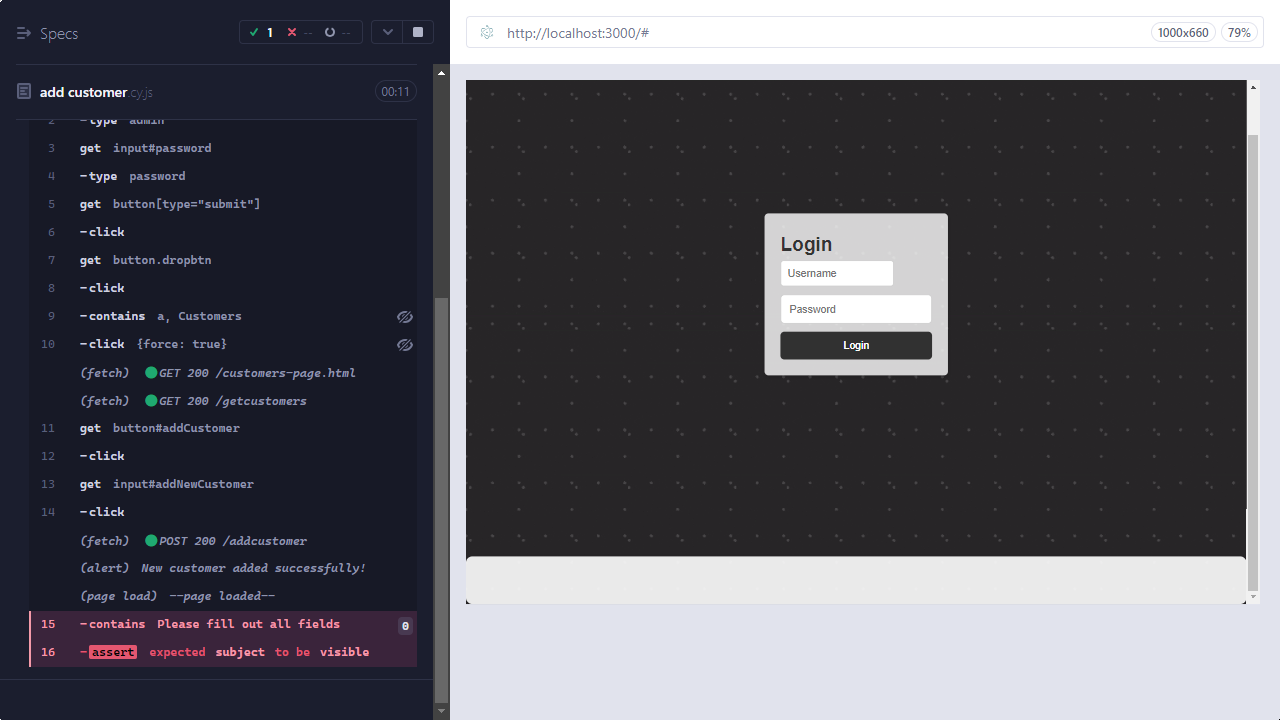 Specs
1
--
--
add customer.cy.js
00:11
2 -type admin
3 get input#password
4 -type password
5 get button[type="submit"]
6 -click
7 get button.dropbtn
8 -click
9 -contains a, Customers
10 -click {force: true}
(fetch) GET 200 /customers-page.html
(fetch) GET 200 /getcustomers
11 get button#addCustomer
12 -click
13 get input#addNewCustomer
14 -click
(fetch) POST 200 /addcustomer
(alert) New customer added successfully!
(page load) --page loaded--
15 -contains Please fill out all fields 0
16 -assert expected subject to be visible
http://localhost:3000/#
1000x660
79%
Login
Username
Password
Login